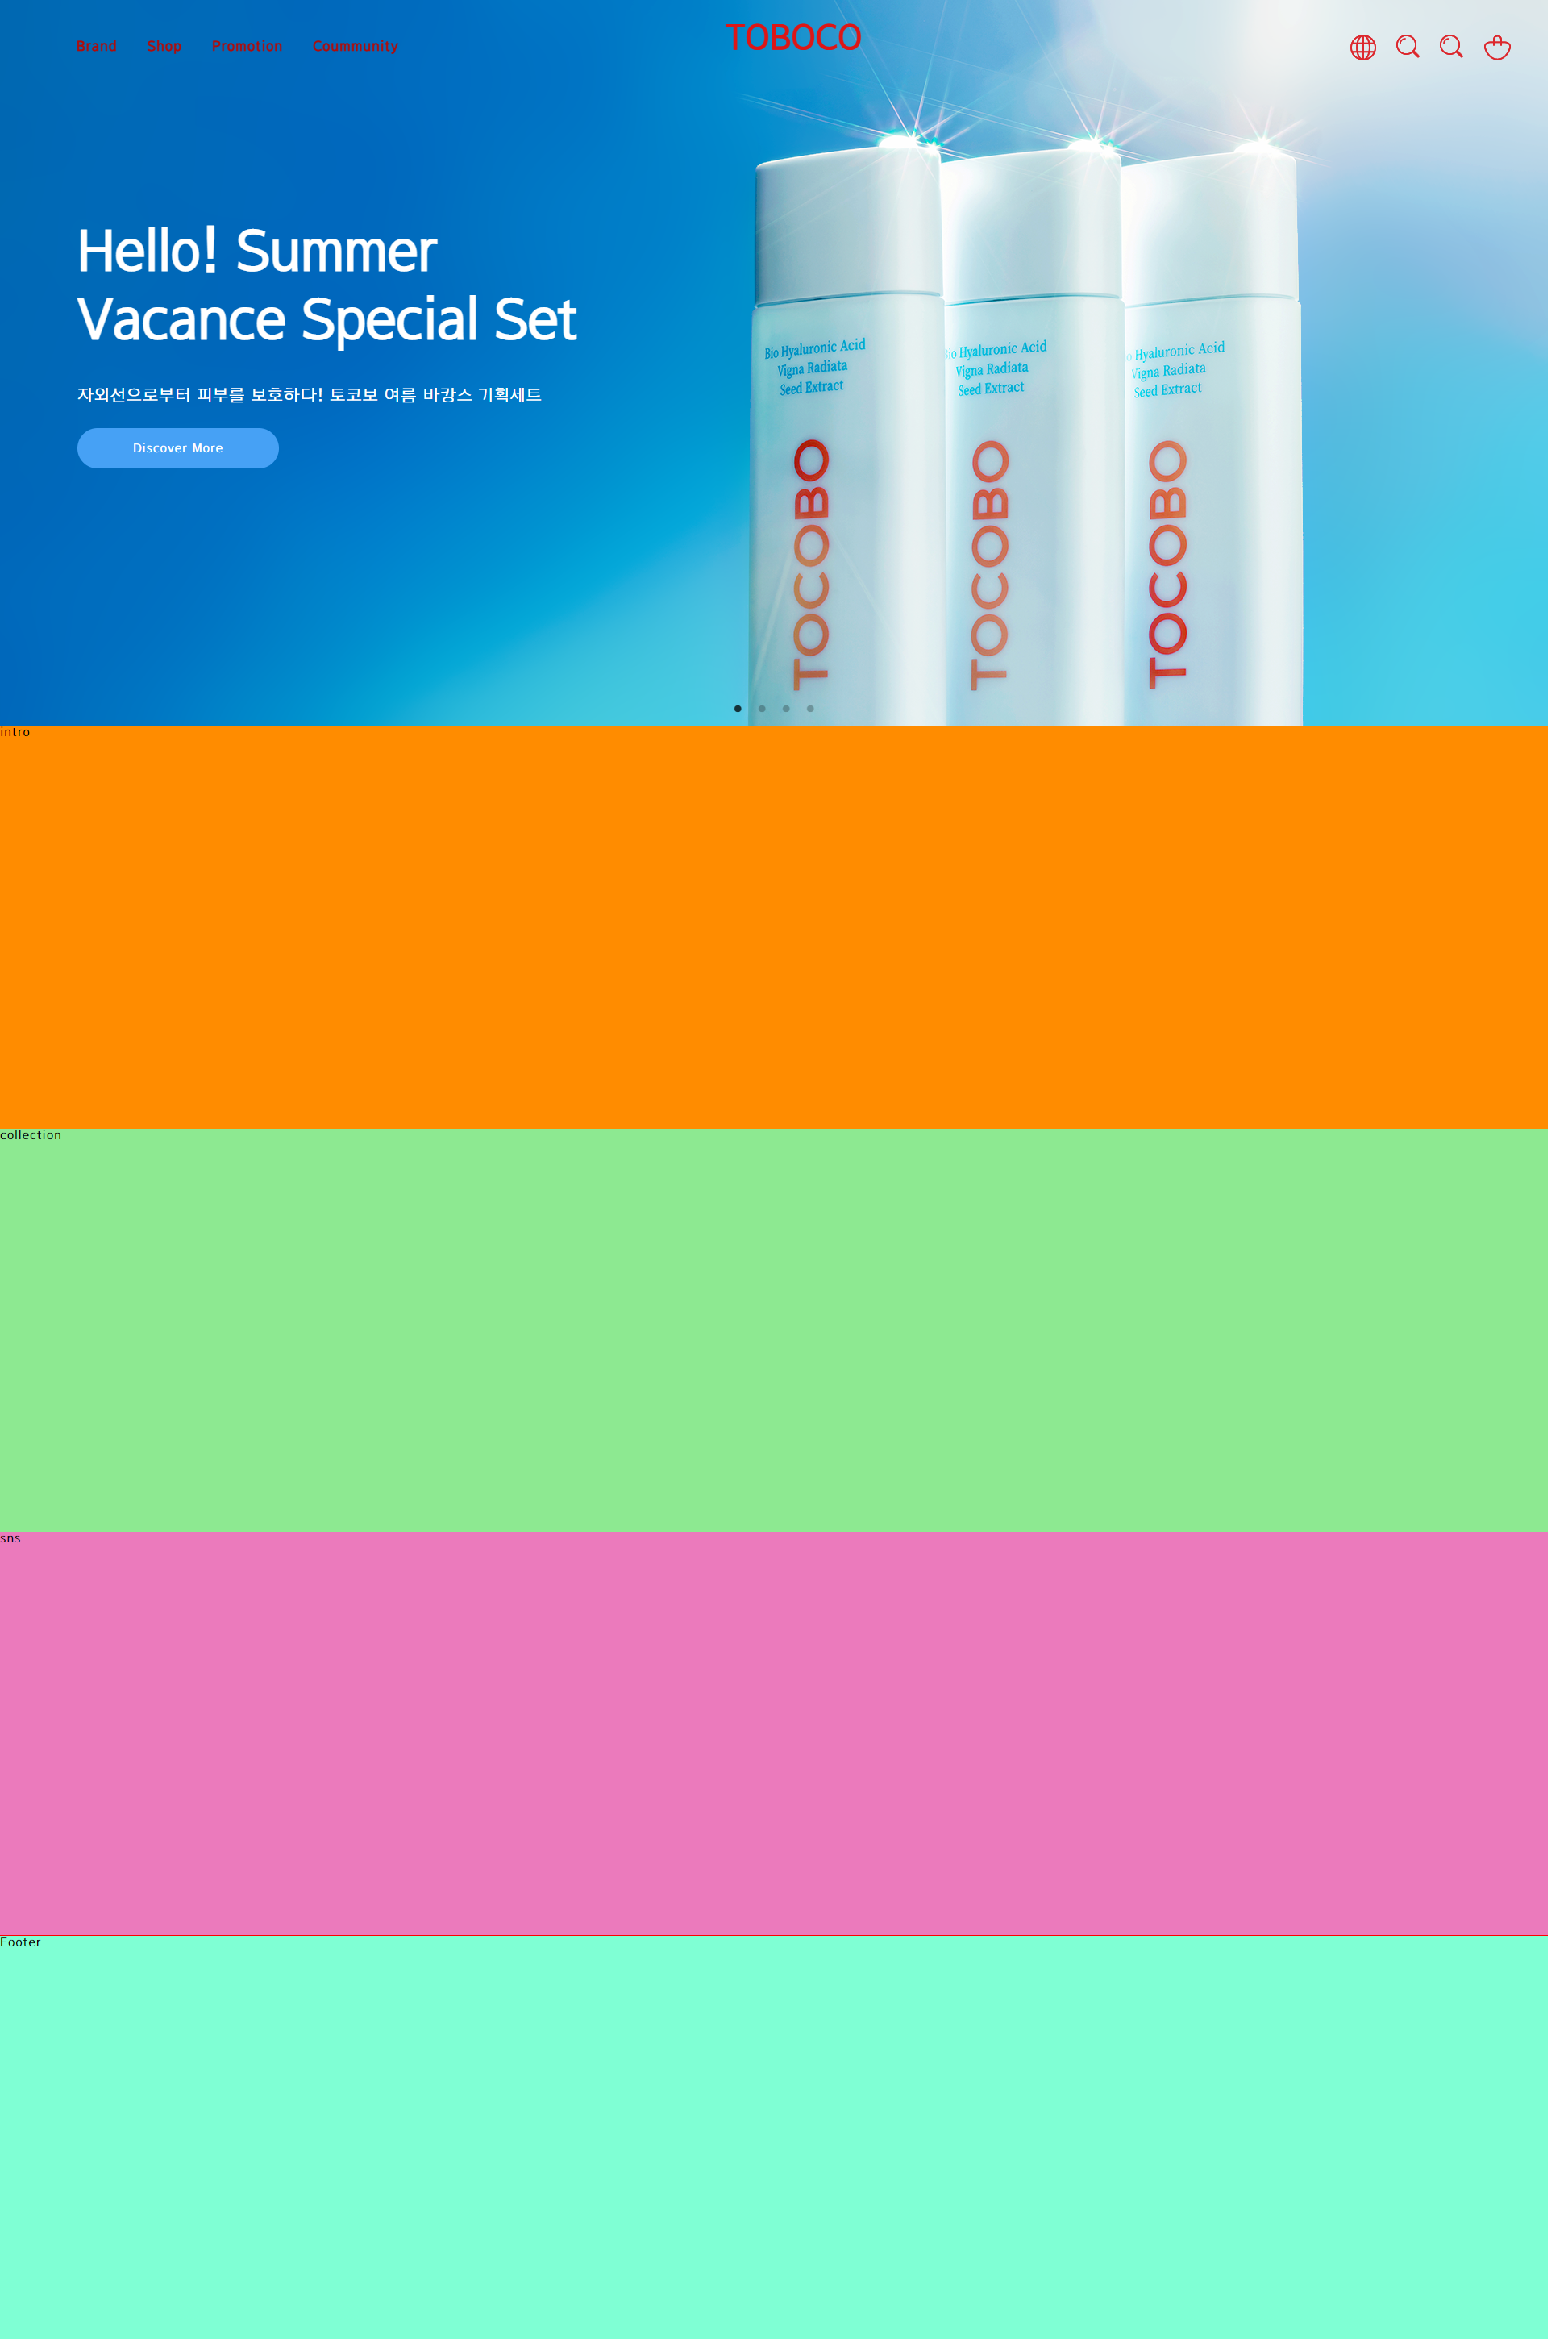 Brand Shop Promotion Coummunity
TOBOCO
Hello! Summer
Vacance Special Set
자외선으로부터 피부를 보호하다! 토코보 여름 바캉스 기획세트
Discover More
Bio Hyaluronic Acid
Vigna Radiata
Seed Extract
TOCOBO
Bio Hyaluronic Acid
Vigna Radiata
Seed Extract
TOCOBO
Hyaluronic Acid
Vigna Radiata
Seed Extract
TOCOBO
intro
collection
sns
Footer